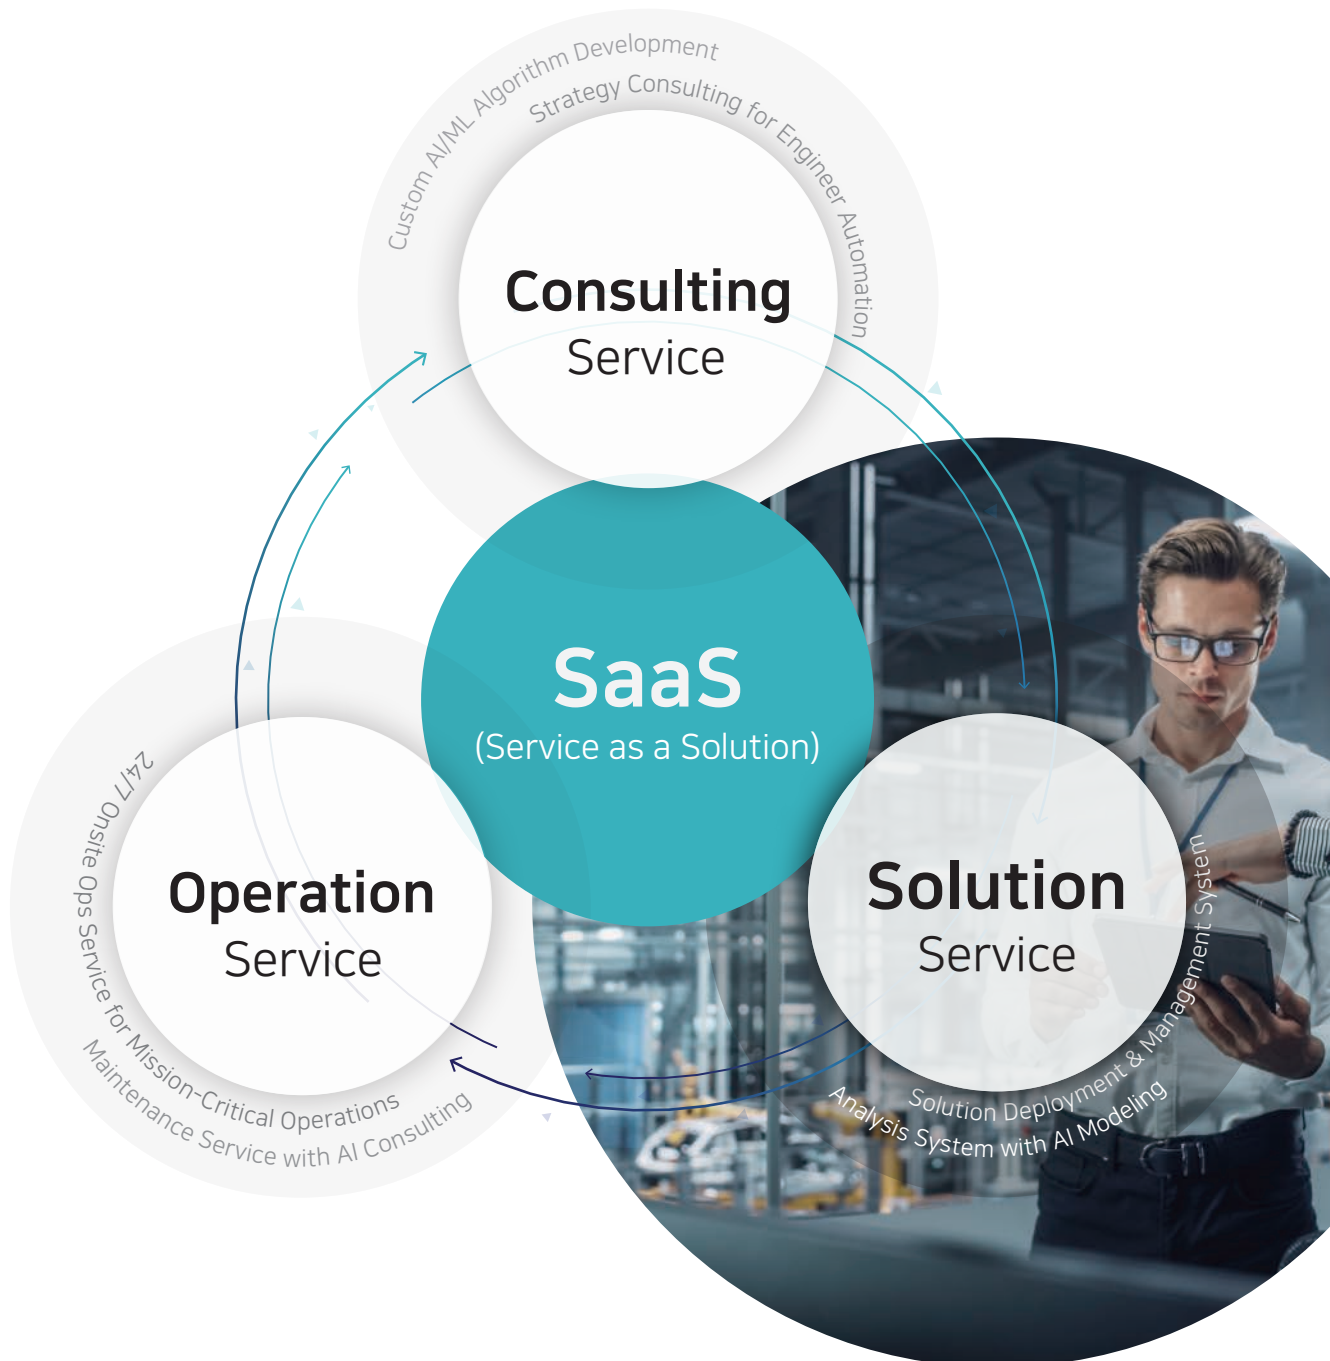 Custom AI/ML Algorithm Development
Strategy Consulting for Engineer Automation
Consulting
Service
SaaS
(Service as a Solution)
Operation
Service
24/7 Onsite Ops Service for Mission-Critical Operations
Maintenance Service with AI Consulting
Solution
Service
Solution Deployment & Management System
Analysis System with AI Modeling